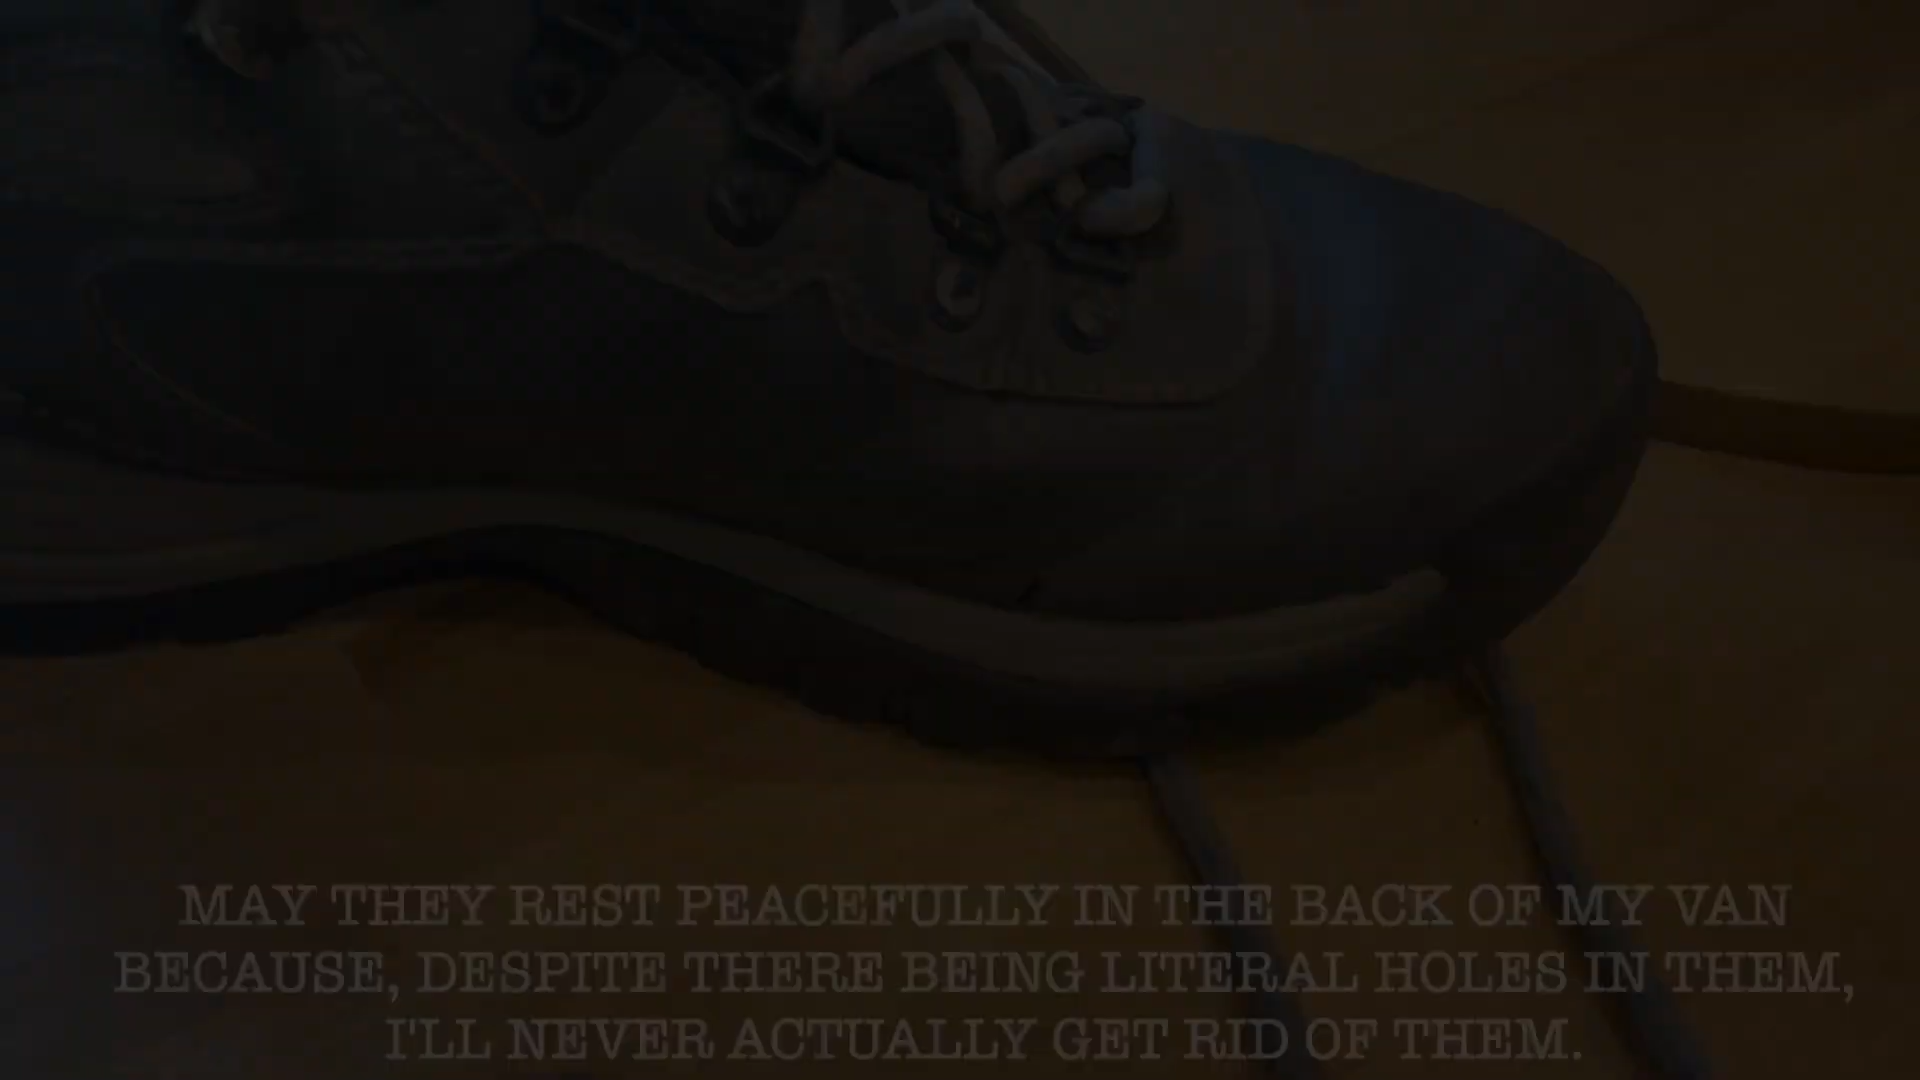 MAY THEY REST PEACEFULLY IN THE BACK OF MY VAN
BECAUSE, DESPITE THERE BEING LITERAL HOLES IN THEM,
I'LL NEVER ACTUALLY GET RID OF THEM.